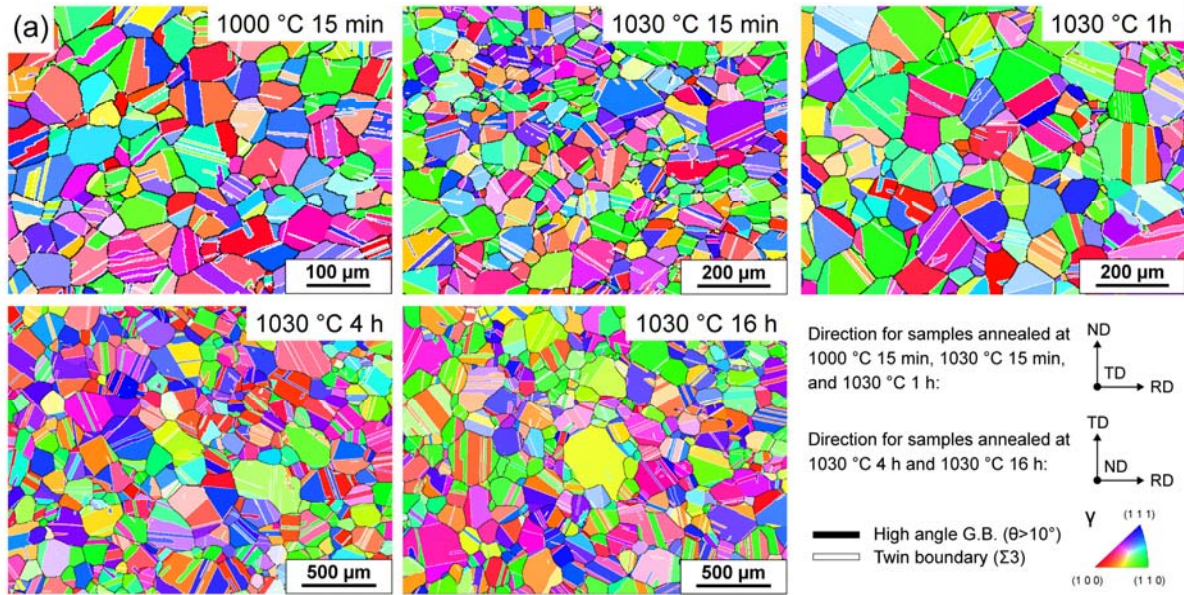 (a)
1000 °C 15 min
1030 °C 15 min
1030 °C 1h
100 µm
200 µm
200 µm
1030 °C 4 h
1030 °C 16 h
500 µm
500 µm
Direction for samples annealed at
1000 °C 15 min, 1030 °C 15 min,
and 1030 °C 1 h:
ND
TD
RD
Direction for samples annealed at
1030 °C 4 h and 1030 °C 16 h:
TD
ND
RD
High angle G.B. (θ>10°)
Twin boundary (Σ3)
γ
(1 1 1)
(1 0 0)
(1 1 0)